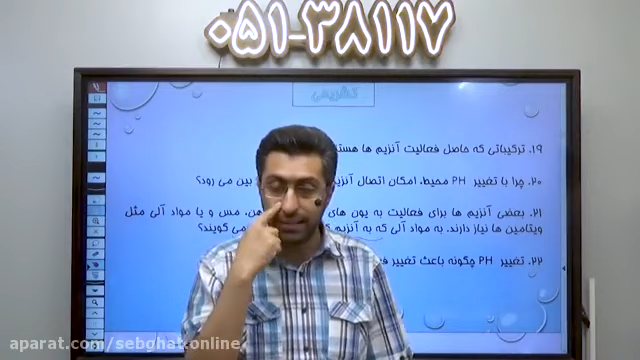 ۰۵۱-۳۸۱۱۷
تشریحی
۱۹. ترکیباتی که حاصل فعالیت آنزیم ها هستند
۲۰. چرا با تغییر PH محیط، امکان اتصال آنزیم بین می رود؟
۲۱. بعضی آنزیم ها برای فعالیت به یون های آهن، مس و یا مواد آلی مثل
ویتامین ها نیاز دارند. به مواد آلی که به آنزیم می گویند؟
۲۲. تغییر PH چگونه باعث تغییر
aparat.com/sebghat.online